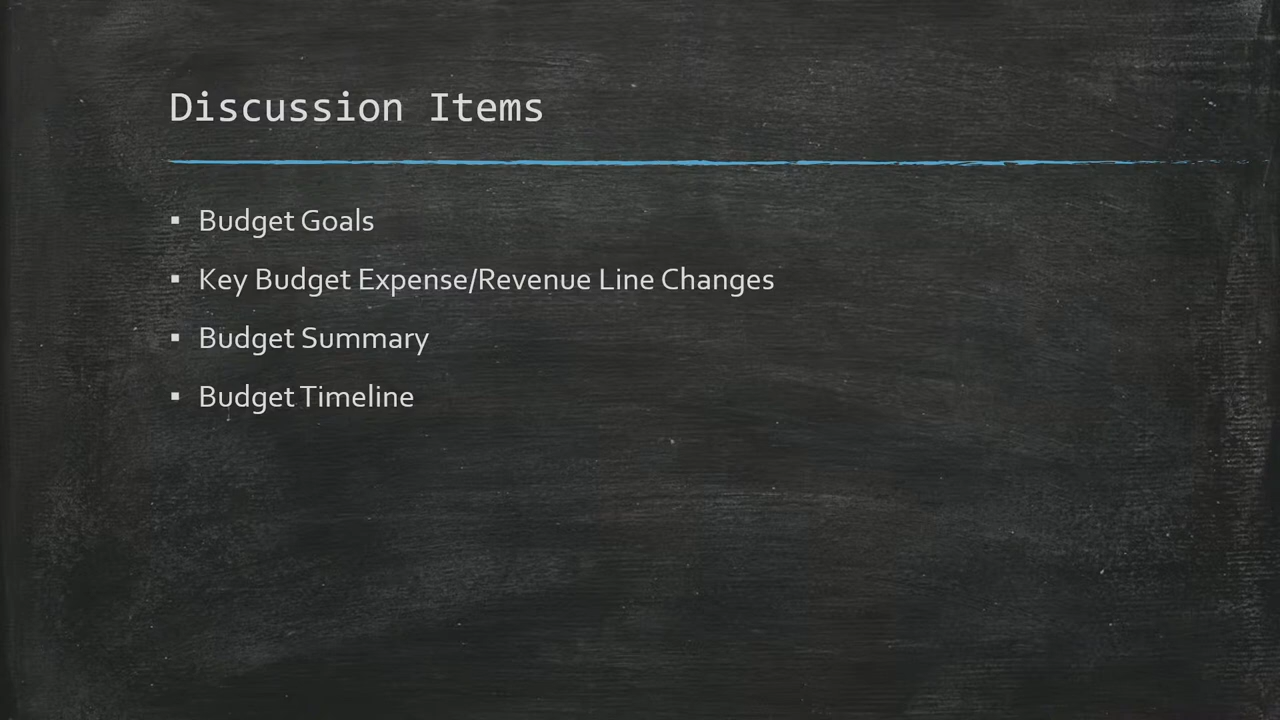 Discussion Items
▪ Budget Goals
▪ Key Budget Expense/Revenue Line Changes
▪ Budget Summary
▪ Budget Timeline